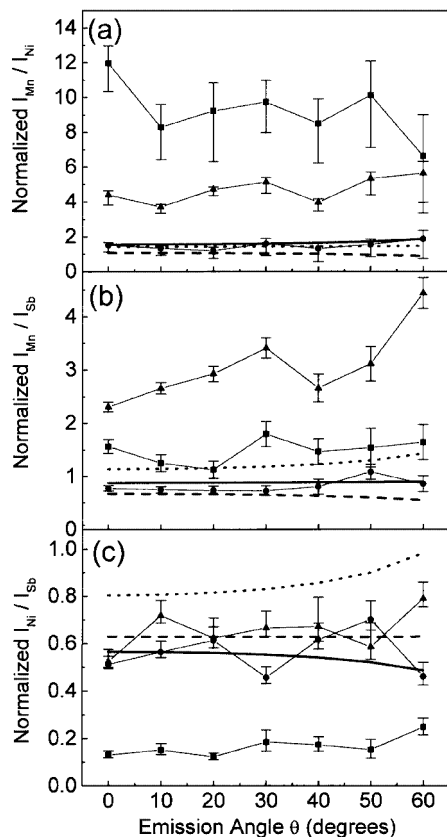 (a)
Normalized I_Mn / I_Ni
14
12
10
8
6
4
2
0
(b)
Normalized I_Mn / I_Sb
4
3
2
1
0
(c)
Normalized I_Ni / I_Sb
1.0
0.8
0.6
0.4
0.2
0.0
0 10 20 30 40 50 60
Emission Angle θ (degrees)